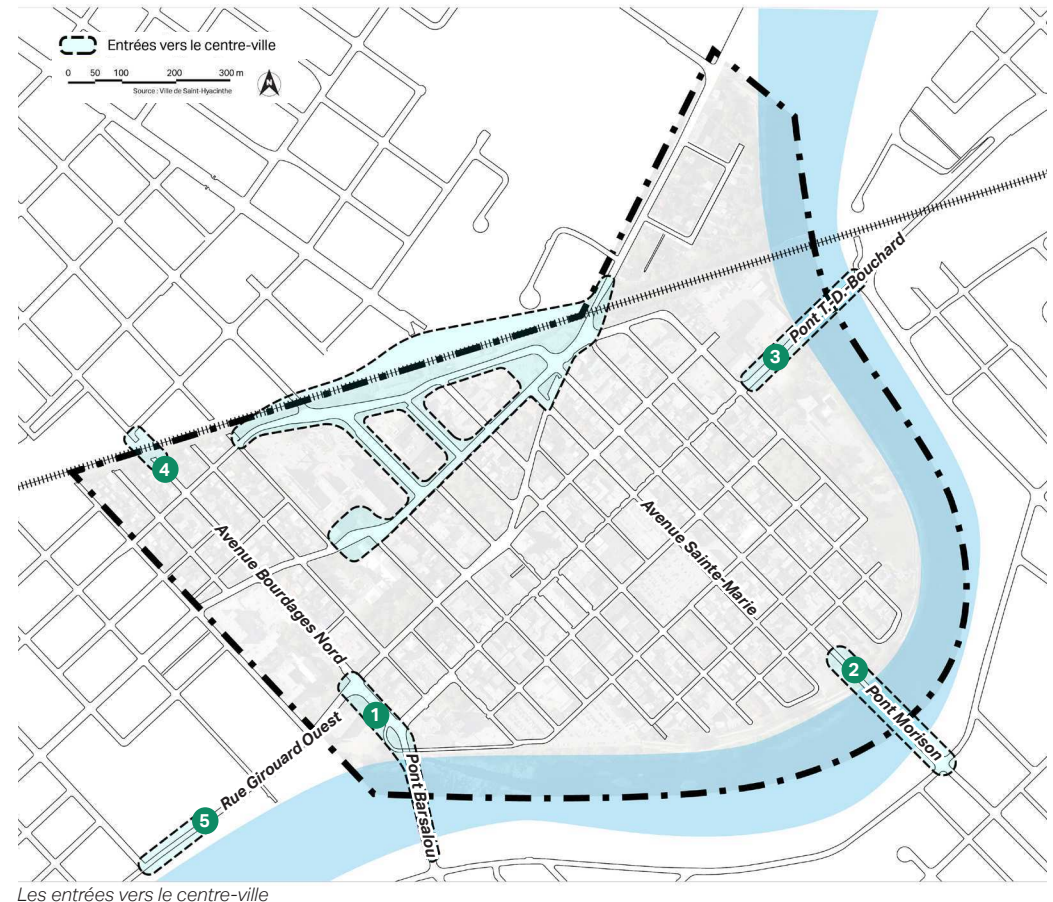 Entrées vers le centre-ville
0 50 100 200 300 m
Source : Ville de Saint-Hyacinthe
N
Pont T.-D.-Bouchard
3
4
Avenue Bourdages Nord
Avenue Sainte-Marie
2
Pont Morison
1
Rue Girouard Ouest
Pont Barsalou
5
Les entrées vers le centre-ville